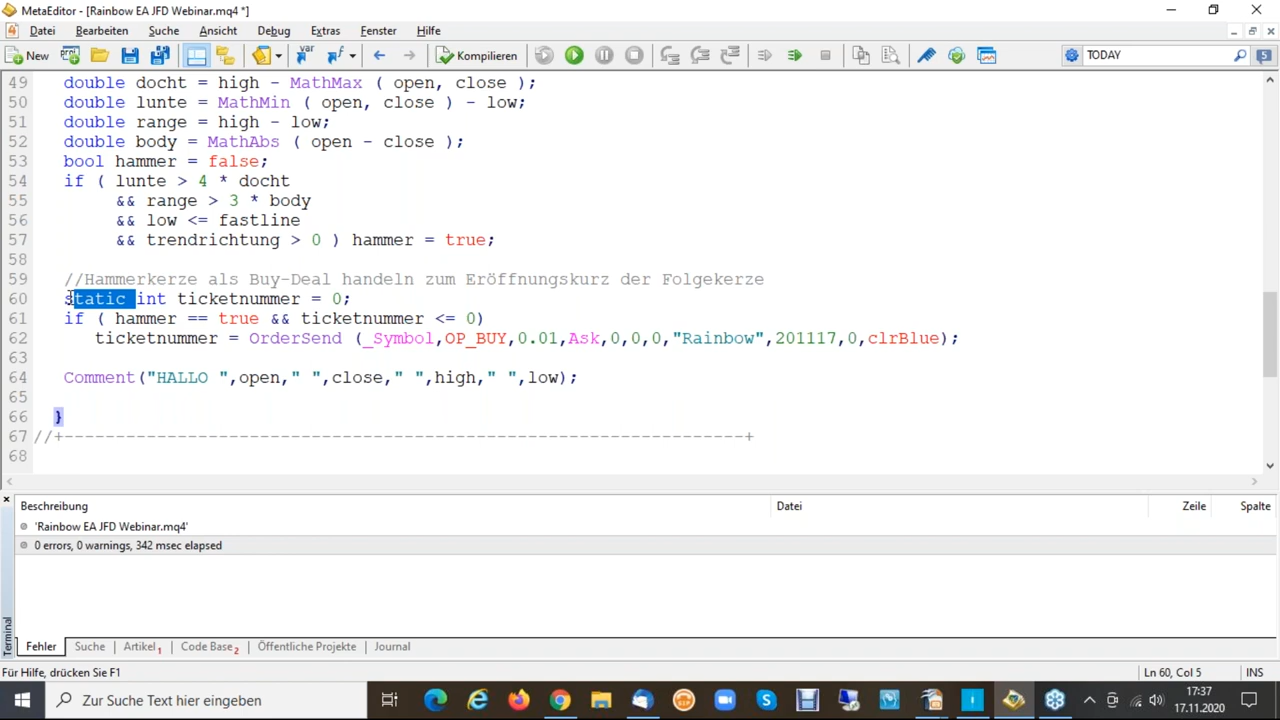 MetaEditor - [Rainbow EA JFD Webinar.mq4 *]
Datei Bearbeiten Suche Ansicht Debug Extras Fenster Hilfe
New Kompilieren TODAY 5
49 double docht = high - MathMax ( open, close );
50 double lunte = MathMin ( open, close ) - low;
51 double range = high - low;
52 double body = MathAbs ( open - close );
53 bool hammer = false;
54 if ( lunte > 4 * docht
55 && range > 3 * body
56 && low <= fastline
57 && trendrichtung > 0 ) hammer = true;
58
59 //Hammerkerze als Buy-Deal handeln zum Eröffnungskurz der Folgekerze
60 static int ticketnummer = 0;
61 if ( hammer == true && ticketnummer <= 0)
62 ticketnummer = OrderSend (_Symbol,OP_BUY,0.01,Ask,0,0,0,"Rainbow",201117,0,clrBlue);
63
64 Comment("HALLO ",open," ",close," ",high," ",low);
65
66 }
67 //+------------------------------------------------------------------+
68
Beschreibung Datei Zeile Spalte
'Rainbow EA JFD Webinar.mq4'
0 errors, 0 warnings, 342 msec elapsed
Terminal
Fehler Suche Artikel 1 Code Base 2 Öffentliche Projekte Journal
Für Hilfe, drücken Sie F1 Ln 60, Col 5 INS
Zur Suche Text hier eingeben
17:37
17.11.2020